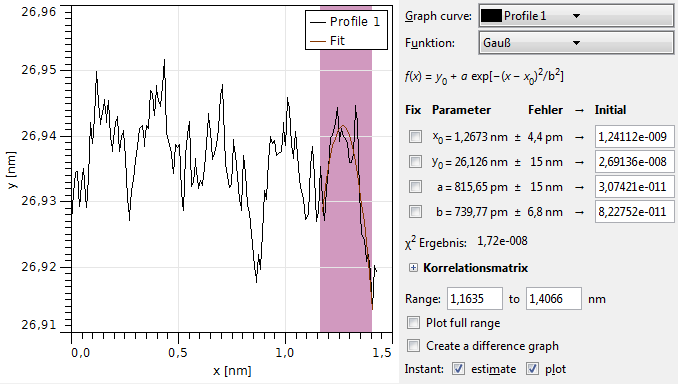 26,96
26,95
26,94
26,93
26,92
26,91
y [nm]
0,0 0,5 1,0 1,5
x [nm]
Profile 1
Fit
Graph curve: Profile 1
Funktion: Gauß
f(x) = y0 + a exp[−(x − x0)²/b²]
Fix Parameter Fehler → Initial
x0 = 1,2673 nm ± 4,4 pm → 1,24112e-009
y0 = 26,126 nm ± 15 nm → 2,69136e-008
a = 815,65 pm ± 15 nm → 3,07421e-011
b = 739,77 pm ± 6,8 nm → 8,22752e-011
χ² Ergebnis: 1,72e-008
Korrelationsmatrix
Range: 1,1635 to 1,4066 nm
Plot full range
Create a difference graph
Instant: estimate plot